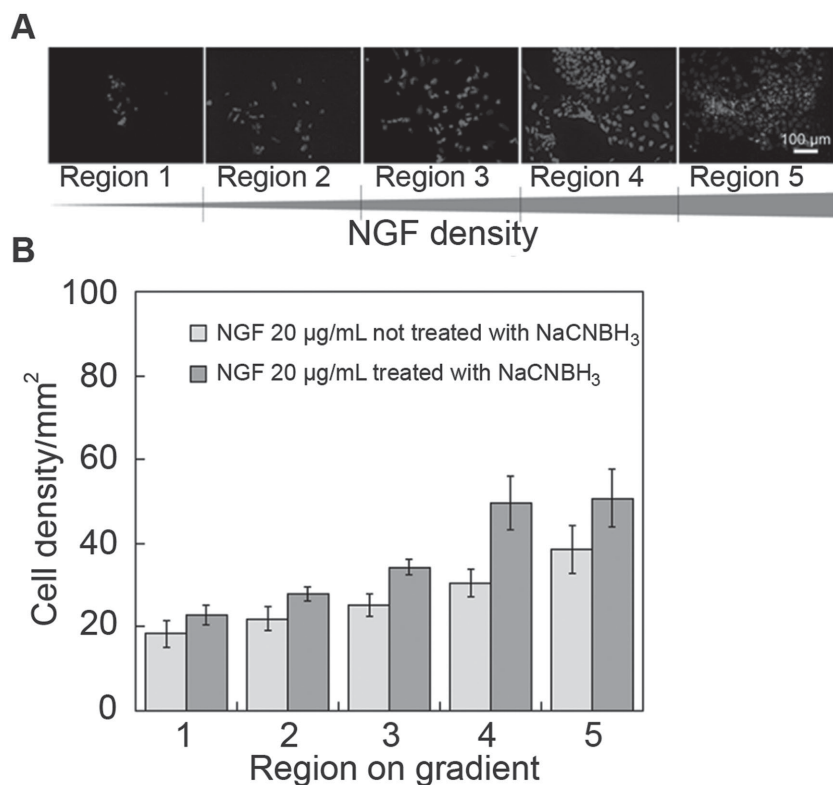 A
100 µm
Region 1 Region 2 Region 3 Region 4 Region 5
NGF density
B
100
80
60
40
20
0
Cell density/mm²
NGF 20 µg/mL not treated with NaCNBH₃
NGF 20 µg/mL treated with NaCNBH₃
1 2 3 4 5
Region on gradient